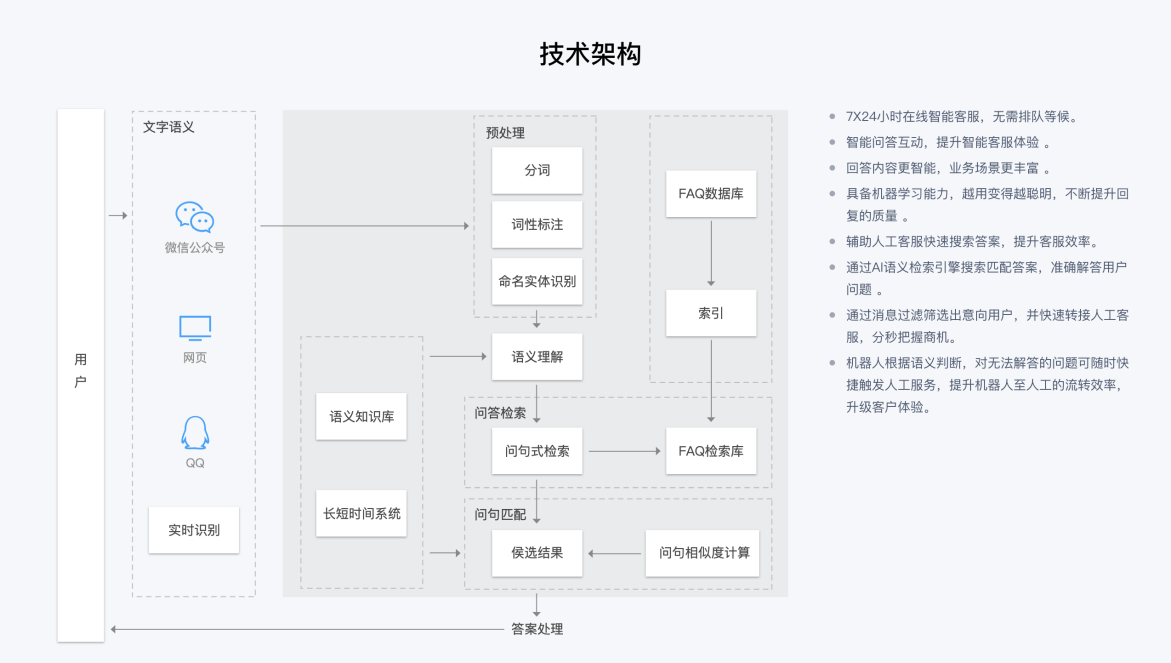 技术架构
用
户
文字语义
微信公众号
网页
QQ
实时识别
语义知识库
长短时间系统
预处理
分词
词性标注
命名实体识别
语义理解
问答检索
问句式检索
问句匹配
候选结果
答案处理
FAQ数据库
索引
FAQ检索库
问句相似度计算
7X24小时在线智能客服，无需排队等候。
智能问答互动，提升智能客服体验 。
回答内容更智能，业务场景更丰富 。
具备机器学习能力，越用变得越聪明，不断提升回
复的质量 。
辅助人工客服快速搜索答案，提升客服效率。
通过AI语义检索引擎搜索匹配答案，准确解答用户
问题 。
通过消息过滤筛选出意向用户，并快速转接人工客
服，分秒把握商机。
机器人根据语义判断，对无法解答的问题可随时快
捷触发人工服务，提升机器人至人工的流转效率，
升级客户体验。